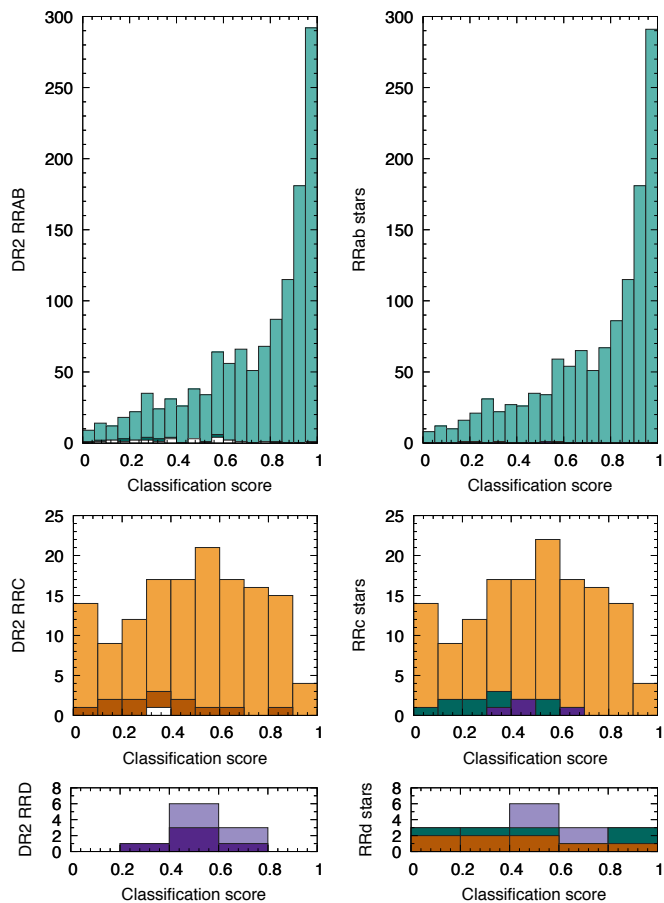 300
250
200
150
100
50
0
DR2 RRAB
0 0.2 0.4 0.6 0.8 1
Classification score
300
250
200
150
100
50
0
RRab stars
0 0.2 0.4 0.6 0.8 1
Classification score
25
20
15
10
5
0
DR2 RRC
0 0.2 0.4 0.6 0.8 1
Classification score
25
20
15
10
5
0
RRc stars
0 0.2 0.4 0.6 0.8 1
Classification score
8
6
4
2
0
DR2 RRD
0 0.2 0.4 0.6 0.8 1
Classification score
8
6
4
2
0
RRd stars
0 0.2 0.4 0.6 0.8 1
Classification score